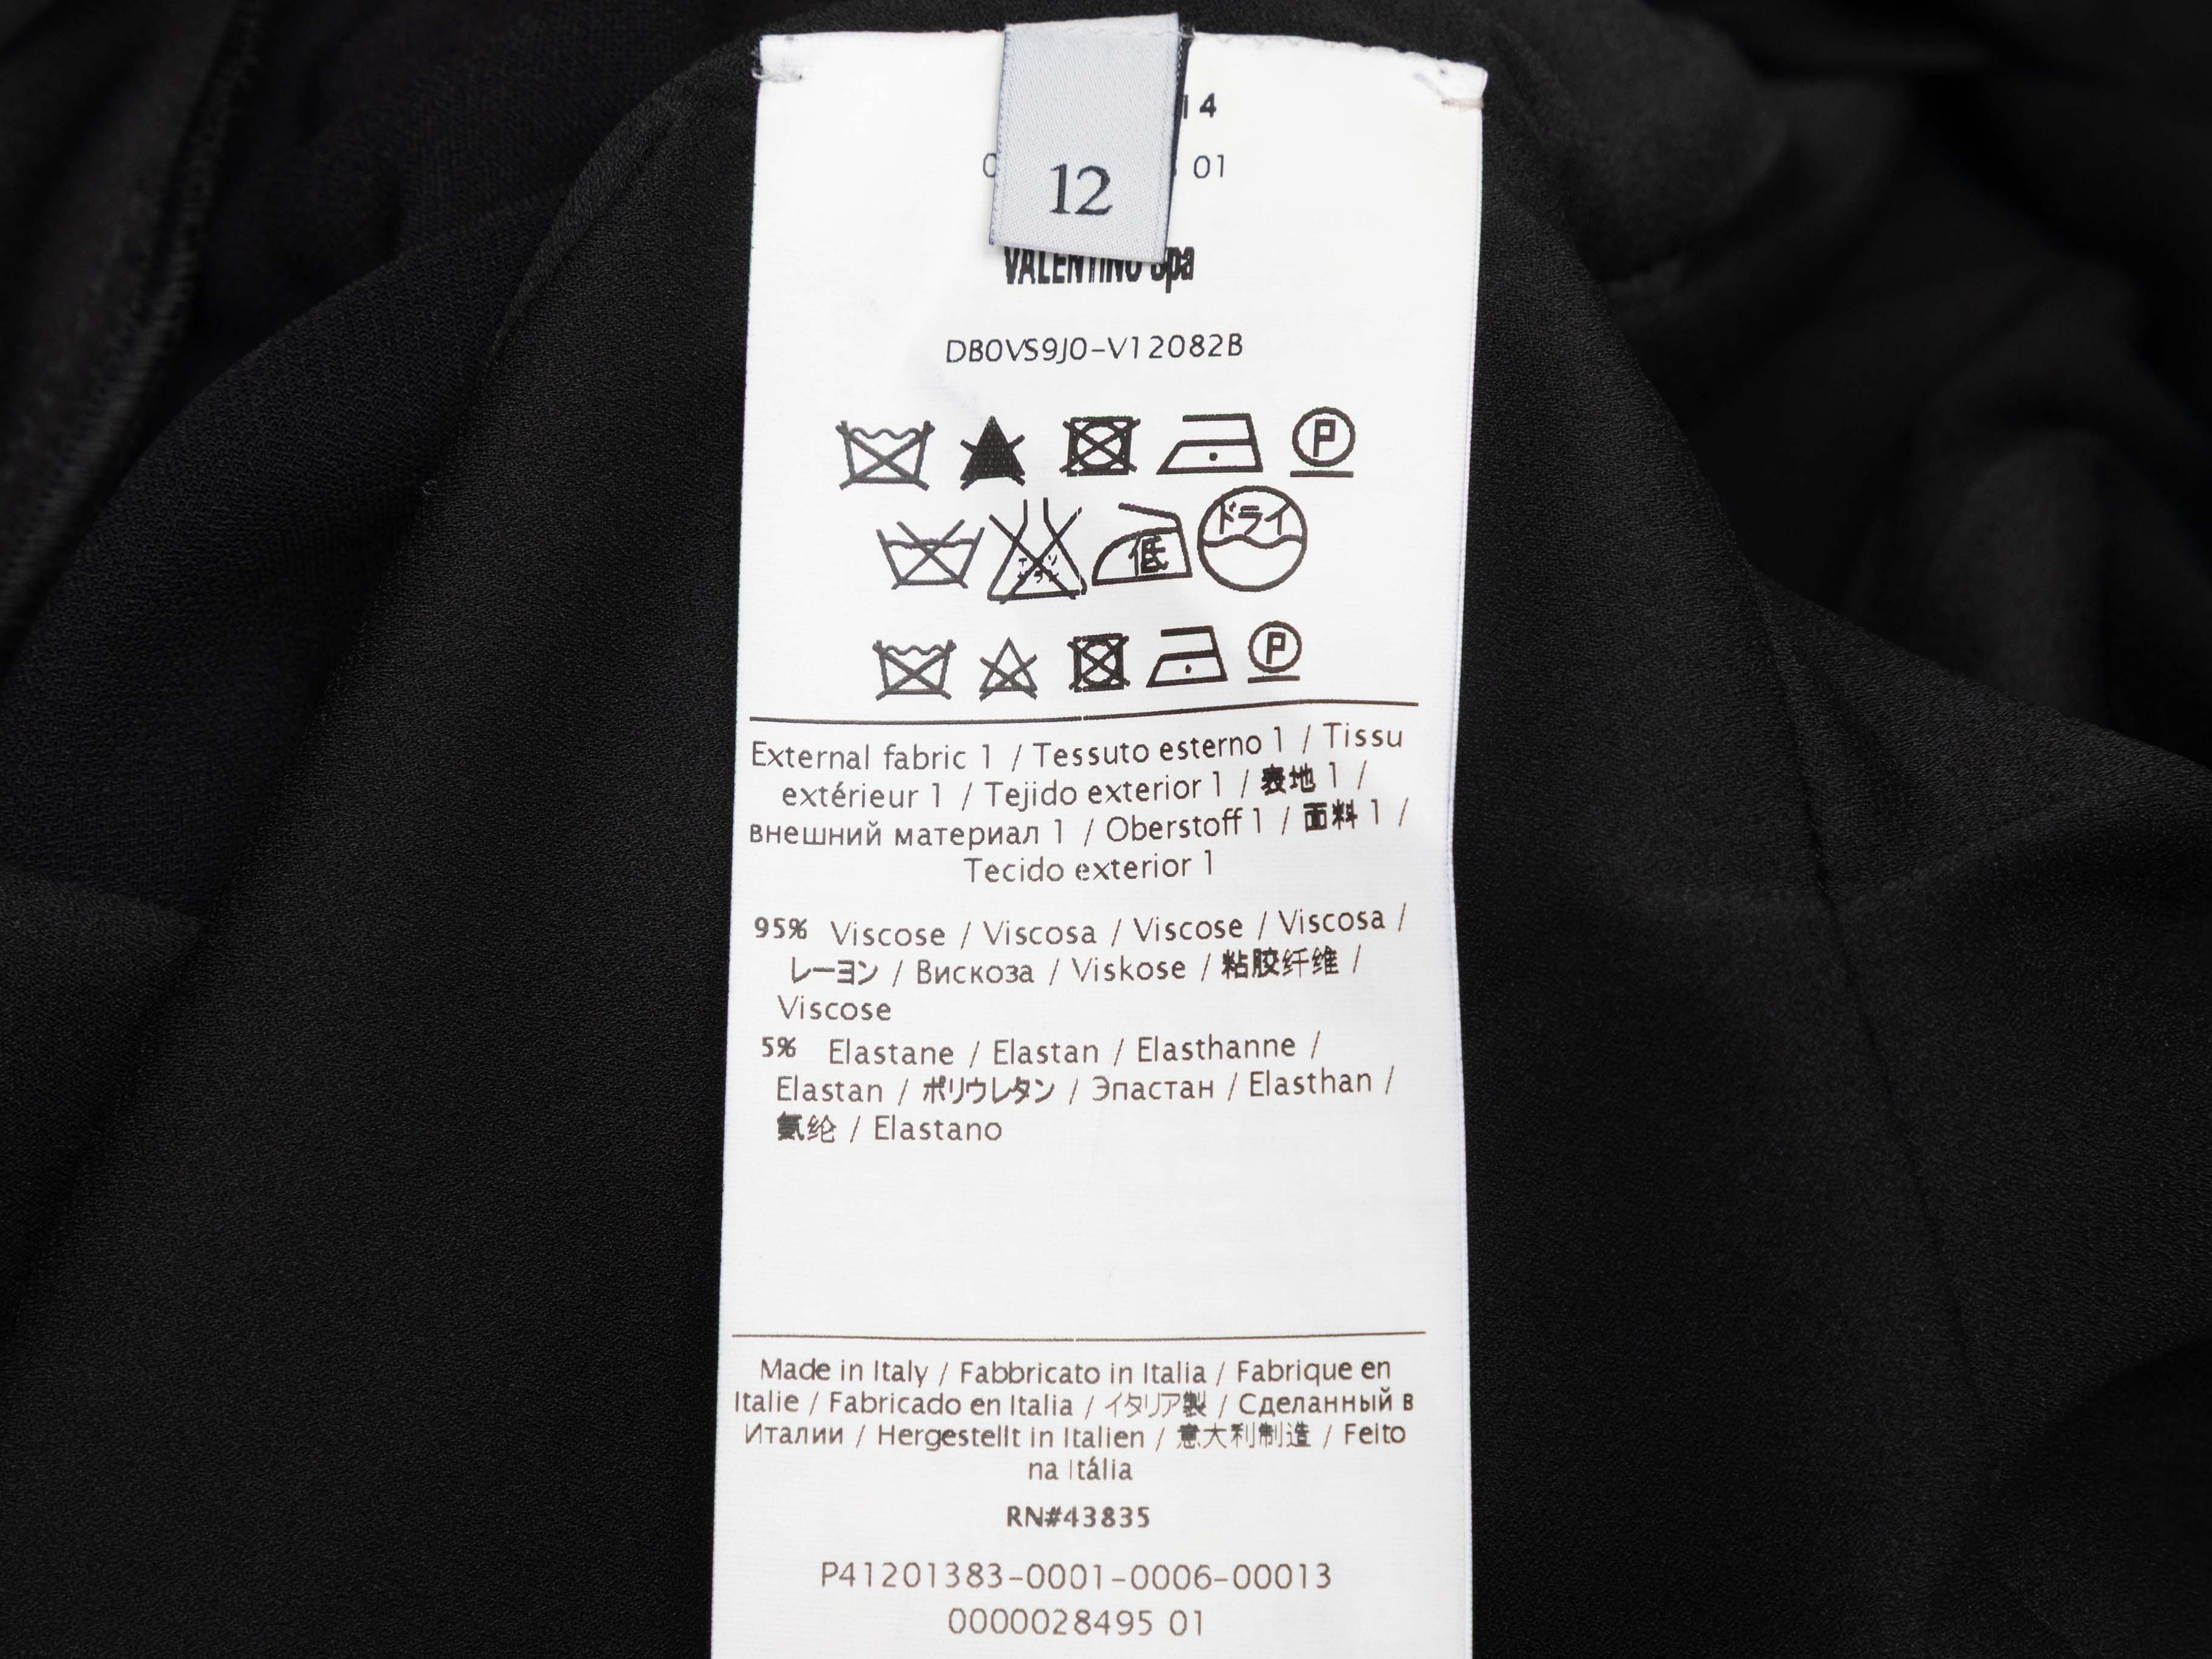 4
12
01
VALENTINO Spa
DB0VS9J0-V12082B
P
ドライ
低
P
External fabric 1 / Tessuto esterno 1 / Tissu
extérieur 1 / Tejido exterior 1 / 表地 1 /
внешний материал 1 / Oberstoff 1 / 面料 1 /
Tecido exterior 1
95% Viscose / Viscosa / Viscose / Viscosa /
レーヨン / Вискоза / Viskose / 粘胶纤维 /
Viscose
5% Elastane / Elastan / Elasthanne /
Elastan / ポリウレタン / Эластан / Elasthan /
氨纶 / Elastano
Made in Italy / Fabbricato in Italia / Fabrique en
Italie / Fabricado en Italia / イタリア製 / Сделанный в
Италии / Hergestellt in Italien / 意大利制造 / Feito
na Itália
RN#43835
P41201383-0001-0006-00013
0000028495 01